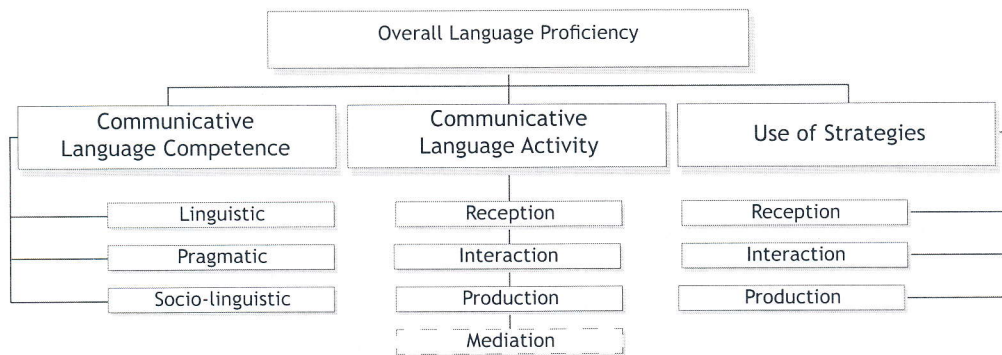 Overall Language Proficiency
Communicative
Language Competence
Communicative
Language Activity
Use of Strategies
Linguistic
Reception
Reception
Pragmatic
Interaction
Interaction
Socio-linguistic
Production
Production
Mediation